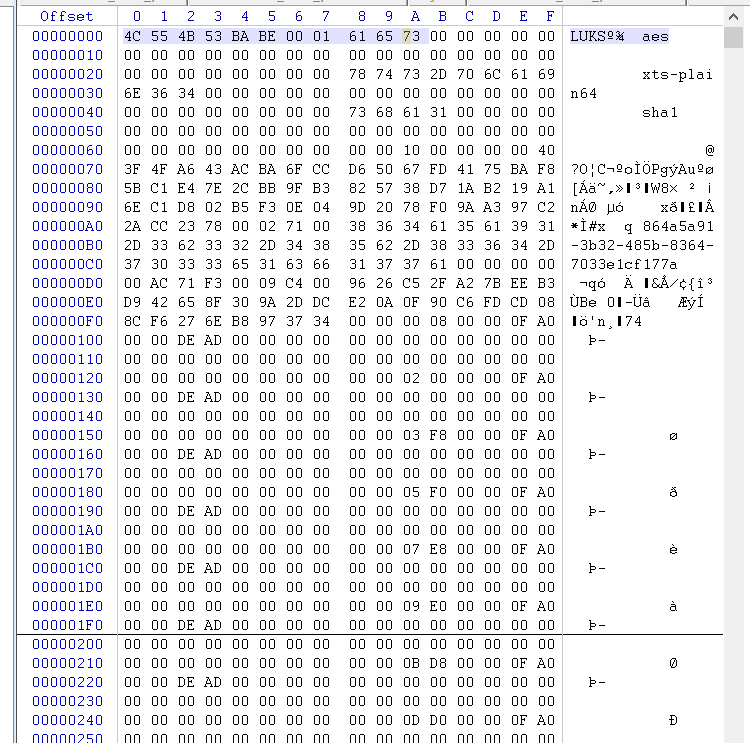 Offset 0 1 2 3 4 5 6 7 8 9 A B C D E F
00000000 4C 55 4B 53 BA BE 00 01 61 65 73 00 00 00 00 00 LUKSº¾ aes
00000010 00 00 00 00 00 00 00 00 00 00 00 00 00 00 00 00
00000020 00 00 00 00 00 00 00 00 78 74 73 2D 70 6C 61 69 xts-plai
00000030 6E 36 34 00 00 00 00 00 00 00 00 00 00 00 00 00 n64
00000040 00 00 00 00 00 00 00 00 73 68 61 31 00 00 00 00 sha1
00000050 00 00 00 00 00 00 00 00 00 00 00 00 00 00 00 00
00000060 00 00 00 00 00 00 00 00 00 00 10 00 00 00 00 40 @
00000070 3F 4F A6 43 AC BA 6F CC D6 50 67 FD 41 75 BA F8 ?O¦C¬ºoÌÖPgýAuºø
00000080 5B C1 E4 7E 2C BB 9F B3 82 57 38 D7 1A B2 19 A1 [Áä~,»▌³▌W8× ² ¡
00000090 6E C1 D8 02 B5 F3 0E 04 9D 20 78 F0 9A A3 97 C2 nÁØ µó xð▌£▌Â
000000A0 2A CC 23 78 00 02 71 00 38 36 34 61 35 61 39 31 *Ì#x q 864a5a91
000000B0 2D 33 62 33 32 2D 34 38 35 62 2D 38 33 36 34 2D -3b32-485b-8364-
000000C0 37 30 33 33 65 31 63 66 31 37 37 61 00 00 00 00 7033e1cf177a
000000D0 00 AC 71 F3 00 09 C4 00 96 26 C5 2F A2 7B EE B3 ¬qó Ä ▌&Å/¢{î³
000000E0 D9 42 65 8F 30 9A 2D DC E2 0A 0F 90 C6 FD CD 08 ÙBe 0▌-Üâ ÆýÍ
000000F0 8C F6 27 6E B8 97 37 34 00 00 00 08 00 00 0F A0 ▌ö'n¸▌74
00000100 00 00 DE AD 00 00 00 00 00 00 00 00 00 00 00 00 Þ-
00000110 00 00 00 00 00 00 00 00 00 00 00 00 00 00 00 00
00000120 00 00 00 00 00 00 00 00 00 00 02 00 00 00 0F A0
00000130 00 00 DE AD 00 00 00 00 00 00 00 00 00 00 00 00 Þ-
00000140 00 00 00 00 00 00 00 00 00 00 00 00 00 00 00 00
00000150 00 00 00 00 00 00 00 00 00 00 03 F8 00 00 0F A0 ø
00000160 00 00 DE AD 00 00 00 00 00 00 00 00 00 00 00 00 Þ-
00000170 00 00 00 00 00 00 00 00 00 00 00 00 00 00 00 00
00000180 00 00 00 00 00 00 00 00 00 00 05 F0 00 00 0F A0 ð
00000190 00 00 DE AD 00 00 00 00 00 00 00 00 00 00 00 00 Þ-
000001A0 00 00 00 00 00 00 00 00 00 00 00 00 00 00 00 00
000001B0 00 00 00 00 00 00 00 00 00 00 07 E8 00 00 0F A0 è
000001C0 00 00 DE AD 00 00 00 00 00 00 00 00 00 00 00 00 Þ-
000001D0 00 00 00 00 00 00 00 00 00 00 00 00 00 00 00 00
000001E0 00 00 00 00 00 00 00 00 00 00 09 E0 00 00 0F A0 à
000001F0 00 00 DE AD 00 00 00 00 00 00 00 00 00 00 00 00 Þ-
00000200 00 00 00 00 00 00 00 00 00 00 00 00 00 00 00 00
00000210 00 00 00 00 00 00 00 00 00 00 0B D8 00 00 0F A0 Ø
00000220 00 00 DE AD 00 00 00 00 00 00 00 00 00 00 00 00 Þ-
00000230 00 00 00 00 00 00 00 00 00 00 00 00 00 00 00 00
00000240 00 00 00 00 00 00 00 00 00 00 0D D0 00 00 0F A0 Ð
00000250 00 00 DE AD 00 00 00 00 00 00 00 00 00 00 00 00